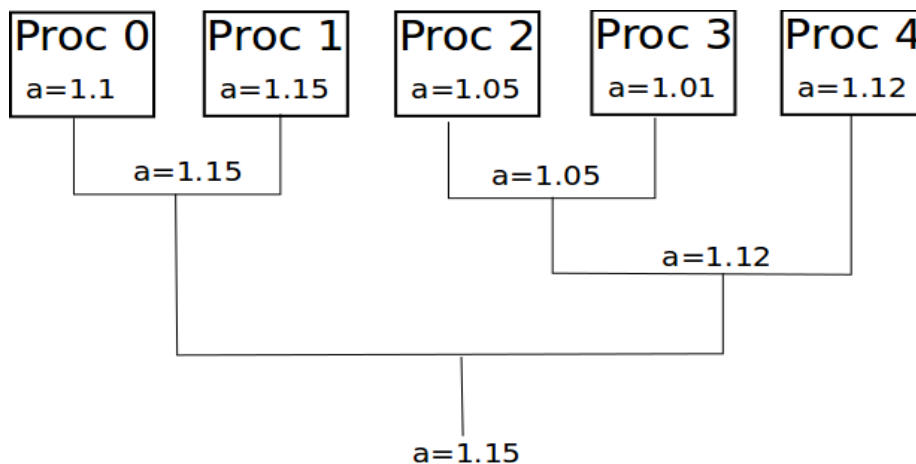 Proc 0
a=1.1
Proc 1
a=1.15
Proc 2
a=1.05
Proc 3
a=1.01
Proc 4
a=1.12
a=1.15
a=1.05
a=1.12
a=1.15